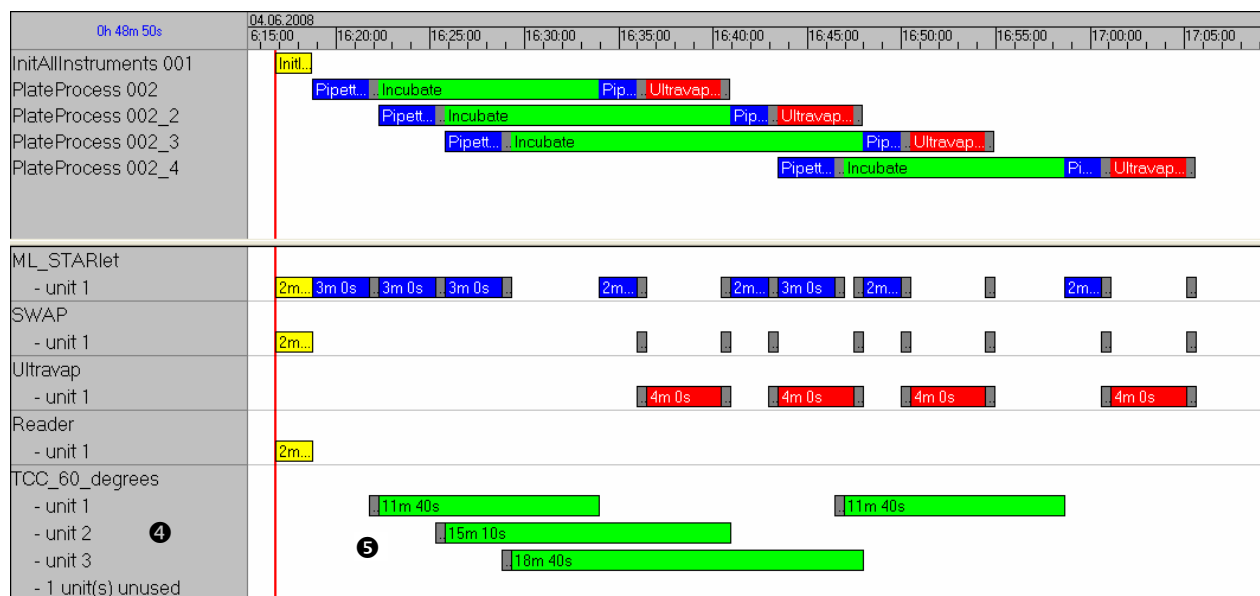 0h 48m 50s
04.06.2008
6:15:00 16:20:00 16:25:00 16:30:00 16:35:00 16:40:00 16:45:00 16:50:00 16:55:00 17:00:00 17:05:00
InitAllInstruments 001 Initl...
PlateProcess 002 Pipett... .. Incubate Pip... .. Ultravap... .
PlateProcess 002_2 Pipett... .. Incubate Pip... .. Ultravap... .
PlateProcess 002_3 Pipett... .. Incubate Pip... .. Ultravap... .
PlateProcess 002_4 Pipett... .. Incubate Pi... .. Ultravap... .
ML_STARlet
- unit 1 2m... 3m 0s .. 3m 0s .. 3m 0s .. 2m... .. .. 2m... .. 3m 0s .. .. 2m... .. .. 2m... .. ..
SWAP
- unit 1 2m... .. .. .. .. .. .. .. ..
Ultravap
- unit 1 .. 4m 0s .. .. 4m 0s .. .. 4m 0s .. .. 4m 0s ..
Reader
- unit 1 2m...
TCC_60_degrees
- unit 1 .. 11m 40s .. 11m 40s
- unit 2 ❹ .. 15m 10s
- unit 3 ❺ .. 18m 40s
- 1 unit(s) unused